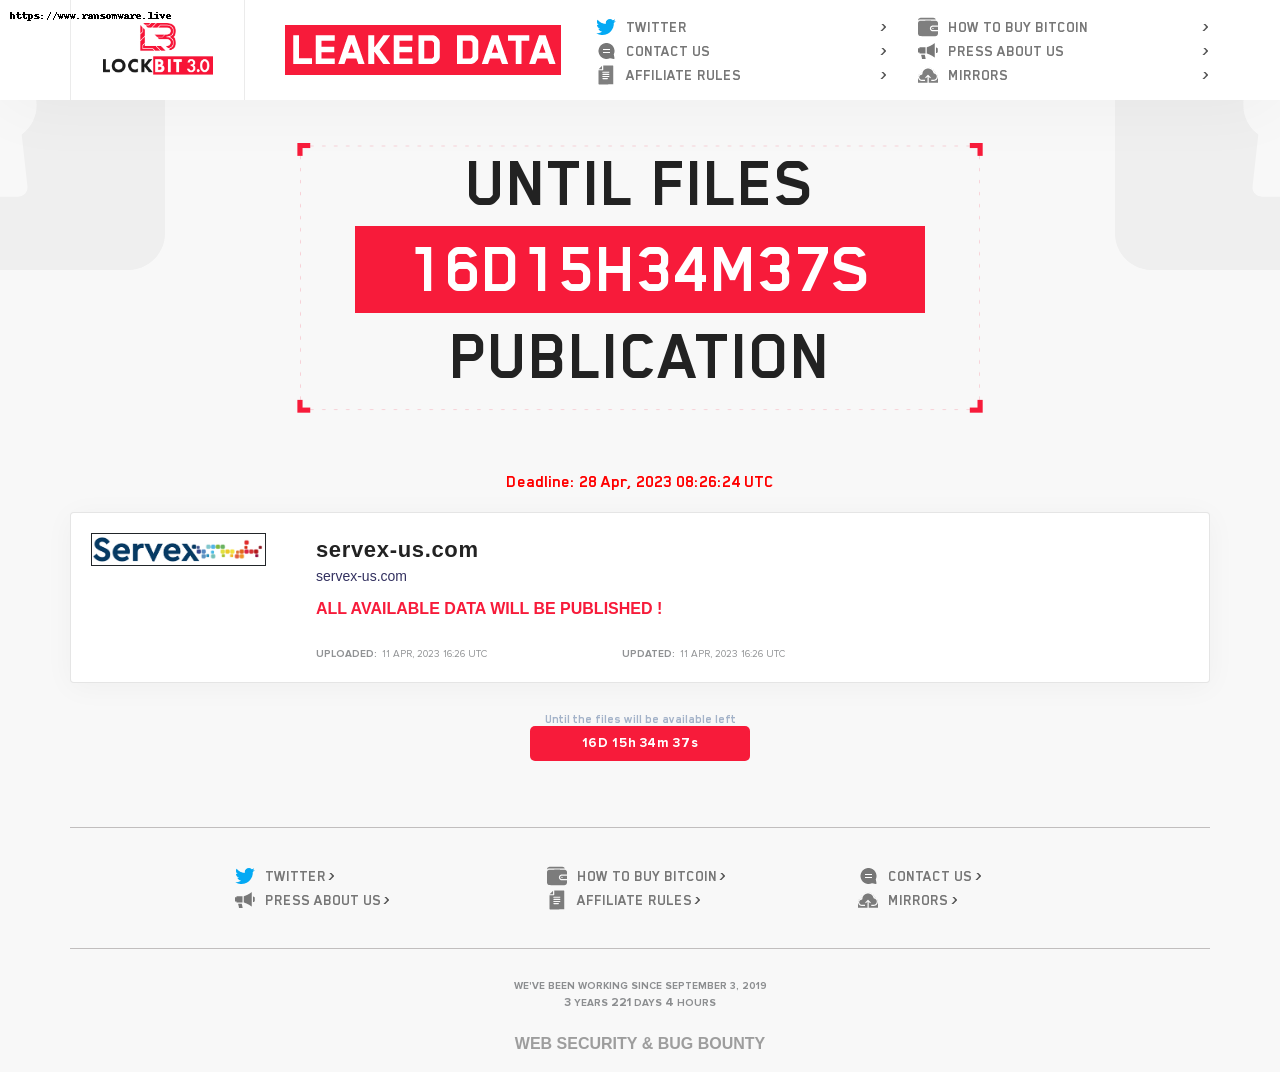 https://www.ransomware.live
LOCKBIT 3.0
LEAKED DATA
TWITTER
CONTACT US
AFFILIATE RULES
HOW TO BUY BITCOIN
PRESS ABOUT US
MIRRORS
UNTIL FILES
16D15H34M37S
PUBLICATION
Deadline: 28 Apr, 2023 08:26:24 UTC
Servex
servex-us.com
servex-us.com
ALL AVAILABLE DATA WILL BE PUBLISHED !
UPLOADED: 11 APR, 2023 16:26 UTC
UPDATED: 11 APR, 2023 16:26 UTC
Until the files will be available left
16D 15h 34m 37s
TWITTER
HOW TO BUY BITCOIN
CONTACT US
PRESS ABOUT US
AFFILIATE RULES
MIRRORS
WE'VE BEEN WORKING SINCE SEPTEMBER 3, 2019
3 YEARS 221 DAYS 4 HOURS
WEB SECURITY & BUG BOUNTY